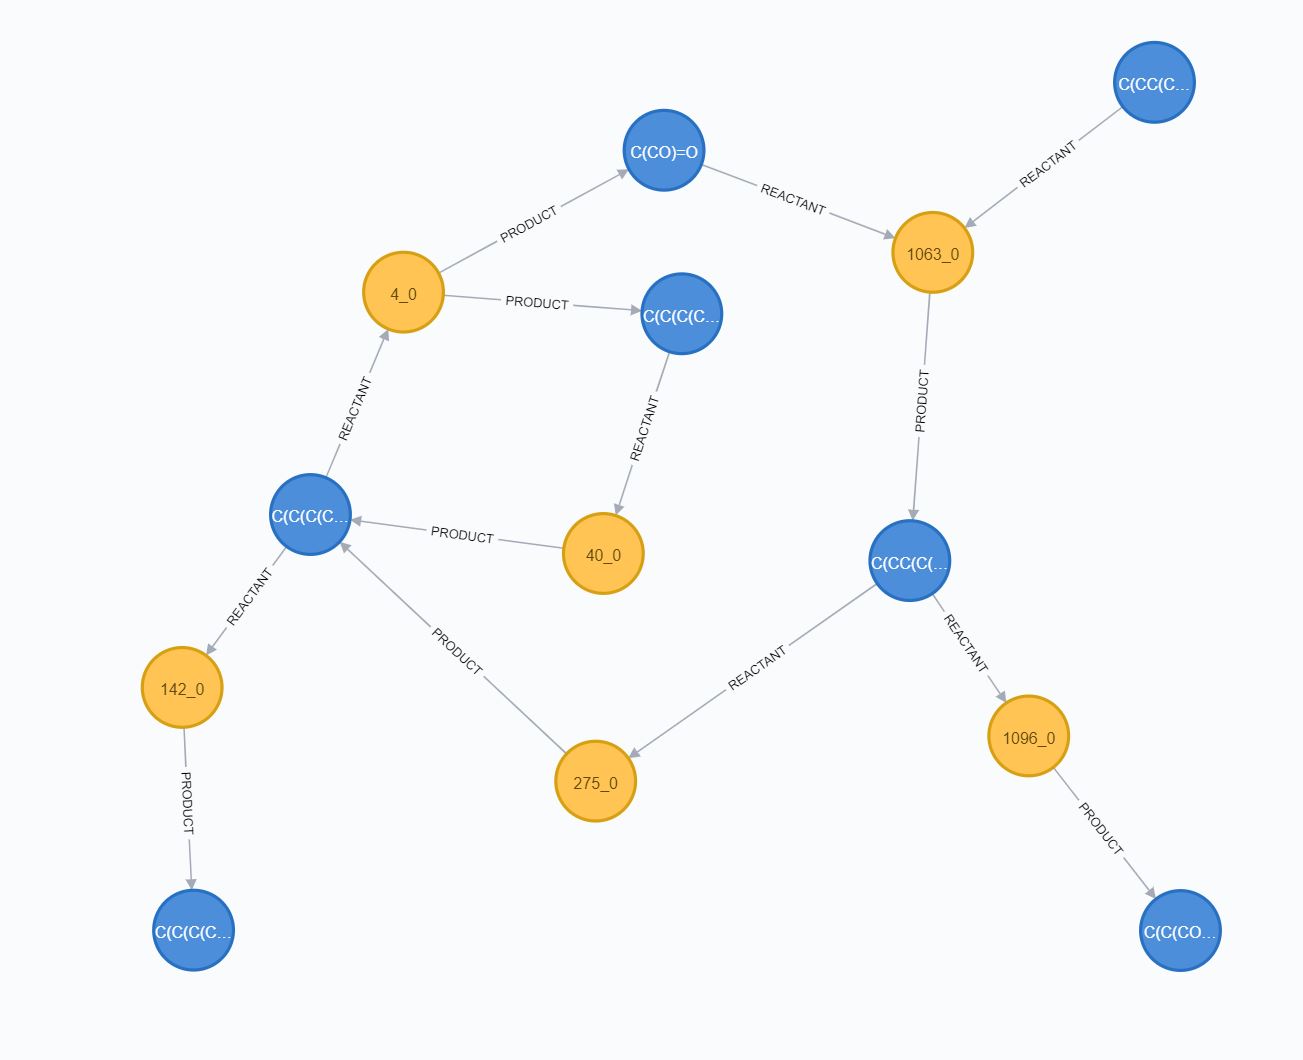 C(CC(C...
C(CO)=O
REACTANT
REACTANT
PRODUCT
1063_0
4_0
PRODUCT
C(C(C(C...
REACTANT
PRODUCT
REACTANT
C(C(C(C...
PRODUCT
40_0
C(CC(C(...
REACTANT
PRODUCT
REACTANT
REACTANT
142_0
1096_0
275_0
PRODUCT
PRODUCT
C(C(C(C...
C(C(CO...